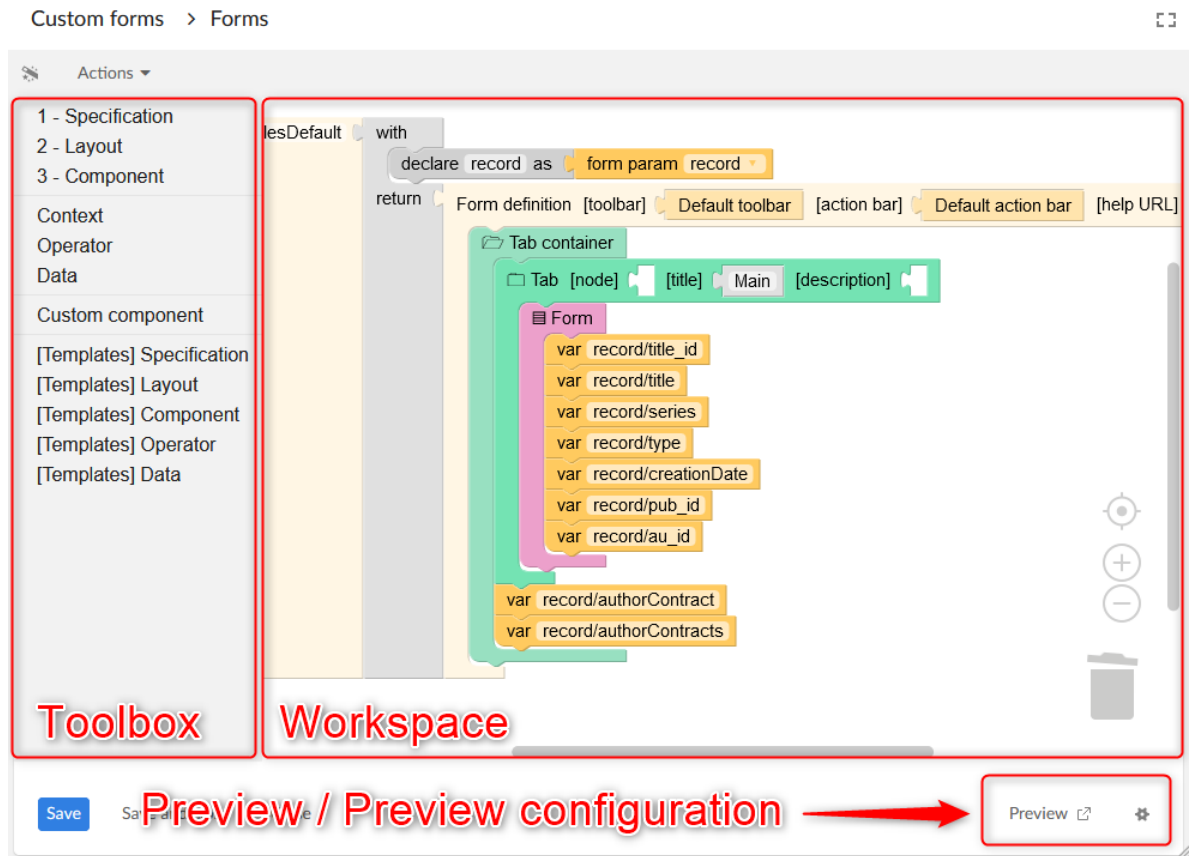 Custom forms > Forms
Actions
1 - Specification
2 - Layout
3 - Component
Context
Operator
Data
Custom component
[Templates] Specification
[Templates] Layout
[Templates] Component
[Templates] Operator
[Templates] Data
lesDefault with
declare record as form param record
return Form definition [toolbar] Default toolbar [action bar] Default action bar [help URL]
Tab container
Tab [node] [title] Main [description]
Form
var record/title_id
var record/title
var record/series
var record/type
var record/creationDate
var record/pub_id
var record/au_id
var record/authorContract
var record/authorContracts
Toolbox
Workspace
Save
Preview / Preview configuration
Preview